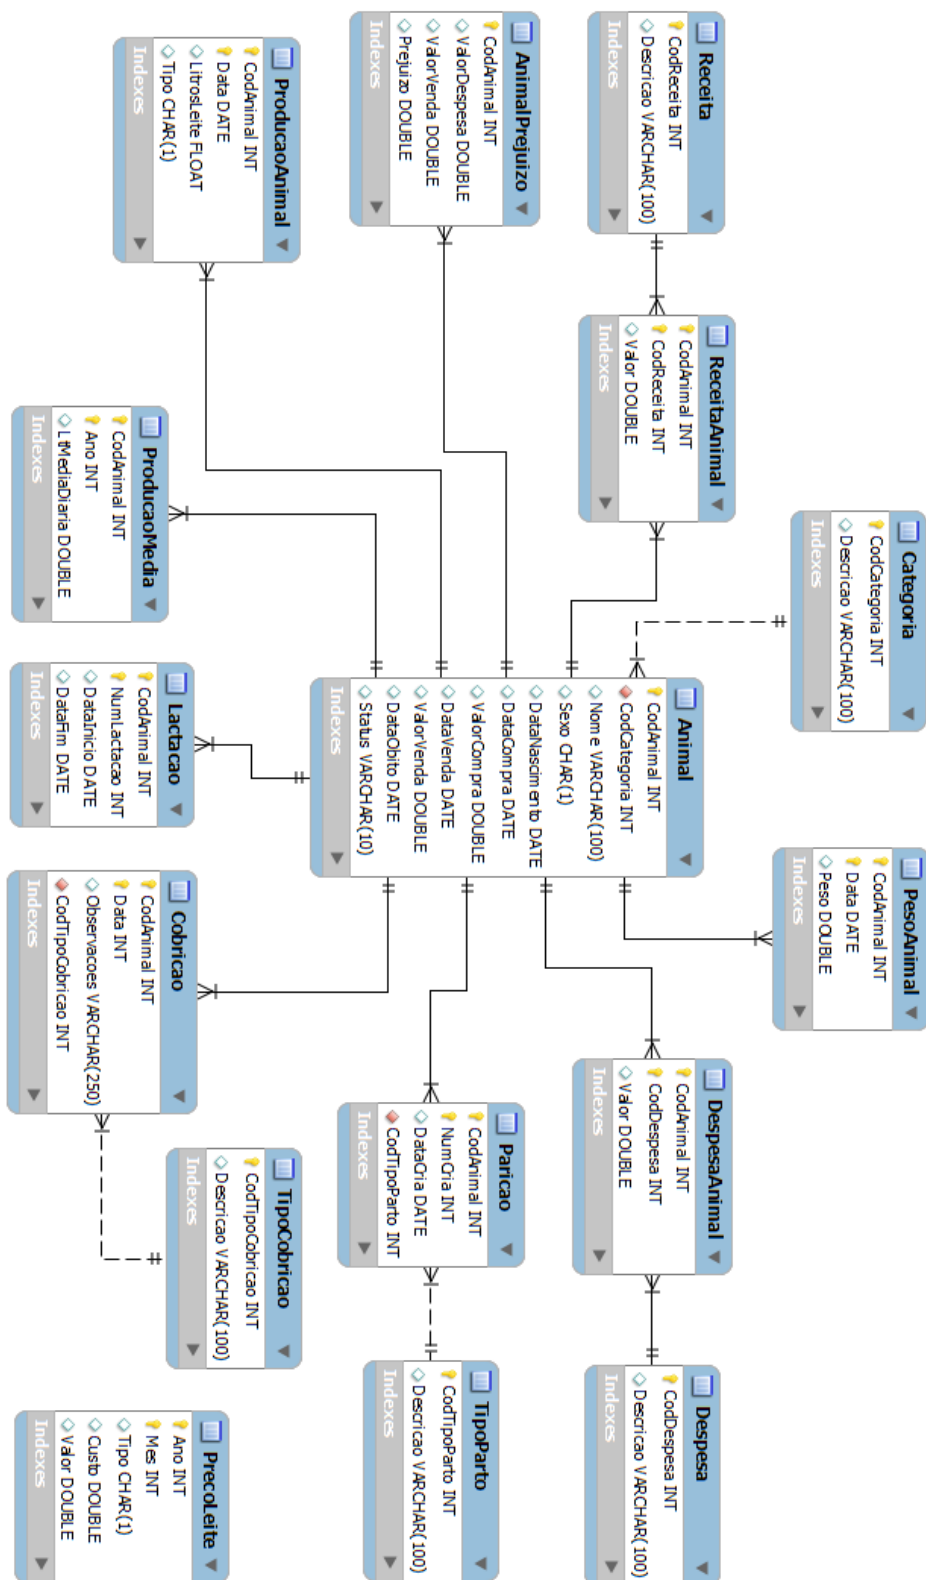 Receita
CodReceita INT
Descricao VARCHAR(100)
Indexes
AnimalPrejuizo
CodAnimal INT
ValorDespesa DOUBLE
ValorVenda DOUBLE
Prejuizo DOUBLE
Indexes
ProducaoAnimal
CodAnimal INT
Data DATE
LitrosLeite FLOAT
Tipo CHAR(1)
Indexes
ReceitaAnimal
CodAnimal INT
CodReceita INT
Valor DOUBLE
Indexes
ProducaoMedia
CodAnimal INT
Ano INT
LtMediaDiaria DOUBLE
Indexes
Categoria
CodCategoria INT
Descricao VARCHAR(100)
Indexes
Animal
CodAnimal INT
Nome VARCHAR(100)
CodCategoria INT
Sexo CHAR(1)
DataNascimento DATE
DataCompra DATE
ValorCompra DOUBLE
DataVenda DATE
ValorVenda DOUBLE
DataObito DATE
Status VARCHAR(10)
Indexes
Lactacao
CodAnimal INT
NumLactacao INT
DataInicio DATE
DataFim DATE
Indexes
PesoAnimal
CodAnimal INT
Data DATE
Peso DOUBLE
Indexes
Cobricao
CodAnimal INT
Data INT
Observacoes VARCHAR(250)
CodTipoCobricao INT
Indexes
DespesaAnimal
CodAnimal INT
CodDespesa INT
Valor DOUBLE
Indexes
Paricao
CodAnimal INT
NumCria INT
DataCria DATE
CodTipoParto INT
Indexes
TipoCobricao
CodTipoCobricao INT
Descricao VARCHAR(100)
Indexes
Despesa
CodDespesa INT
Descricao VARCHAR(100)
Indexes
TipoParto
CodTipoParto INT
Descricao VARCHAR(100)
Indexes
PrecoLeite
Ano INT
Mes INT
Tipo CHAR(1)
Custo DOUBLE
Valor DOUBLE
Indexes